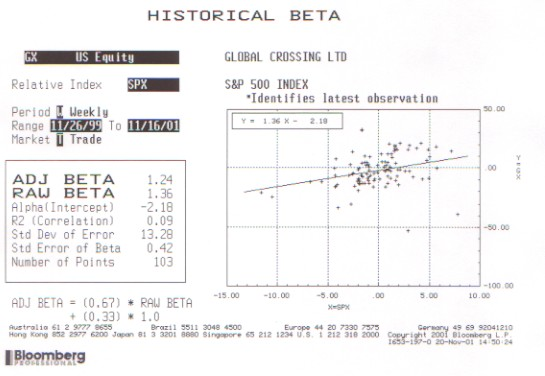 HISTORICAL BETA
GX US Equity
GLOBAL CROSSING LTD
Relative Index SPX
S&P 500 INDEX
*Identifies latest observation
Period W Weekly
Range 11/26/99 To 11/16/01
Market T Trade
Y = 1.36 X - 2.18
50.00
.00
-50.00
-100.00
Y=GX
-15.00 -10.00 -5.00 .00 5.00 10.00
X=SPX
ADJ BETA 1.24
RAW BETA 1.36
Alpha(Intercept) -2.18
R2 (Correlation) 0.09
Std Dev of Error 13.28
Std Error of Beta 0.42
Number of Points 103
ADJ BETA = (0.67) * RAW BETA
+ (0.33) * 1.0
Australia 61 2 9777 8655 Brazil 5511 3048 4500 Europe 44 20 7330 7575 Germany 49 69 92041210
Hong Kong 852 2977 6200 Japan 81 3 3201 8880 Singapore 65 212 1234 U.S. 1 212 318 2000 Copyright 2001 Bloomberg L.P.
1653-197-0 20-Nov-01 14:50:24
Bloomberg
PROFESSIONAL